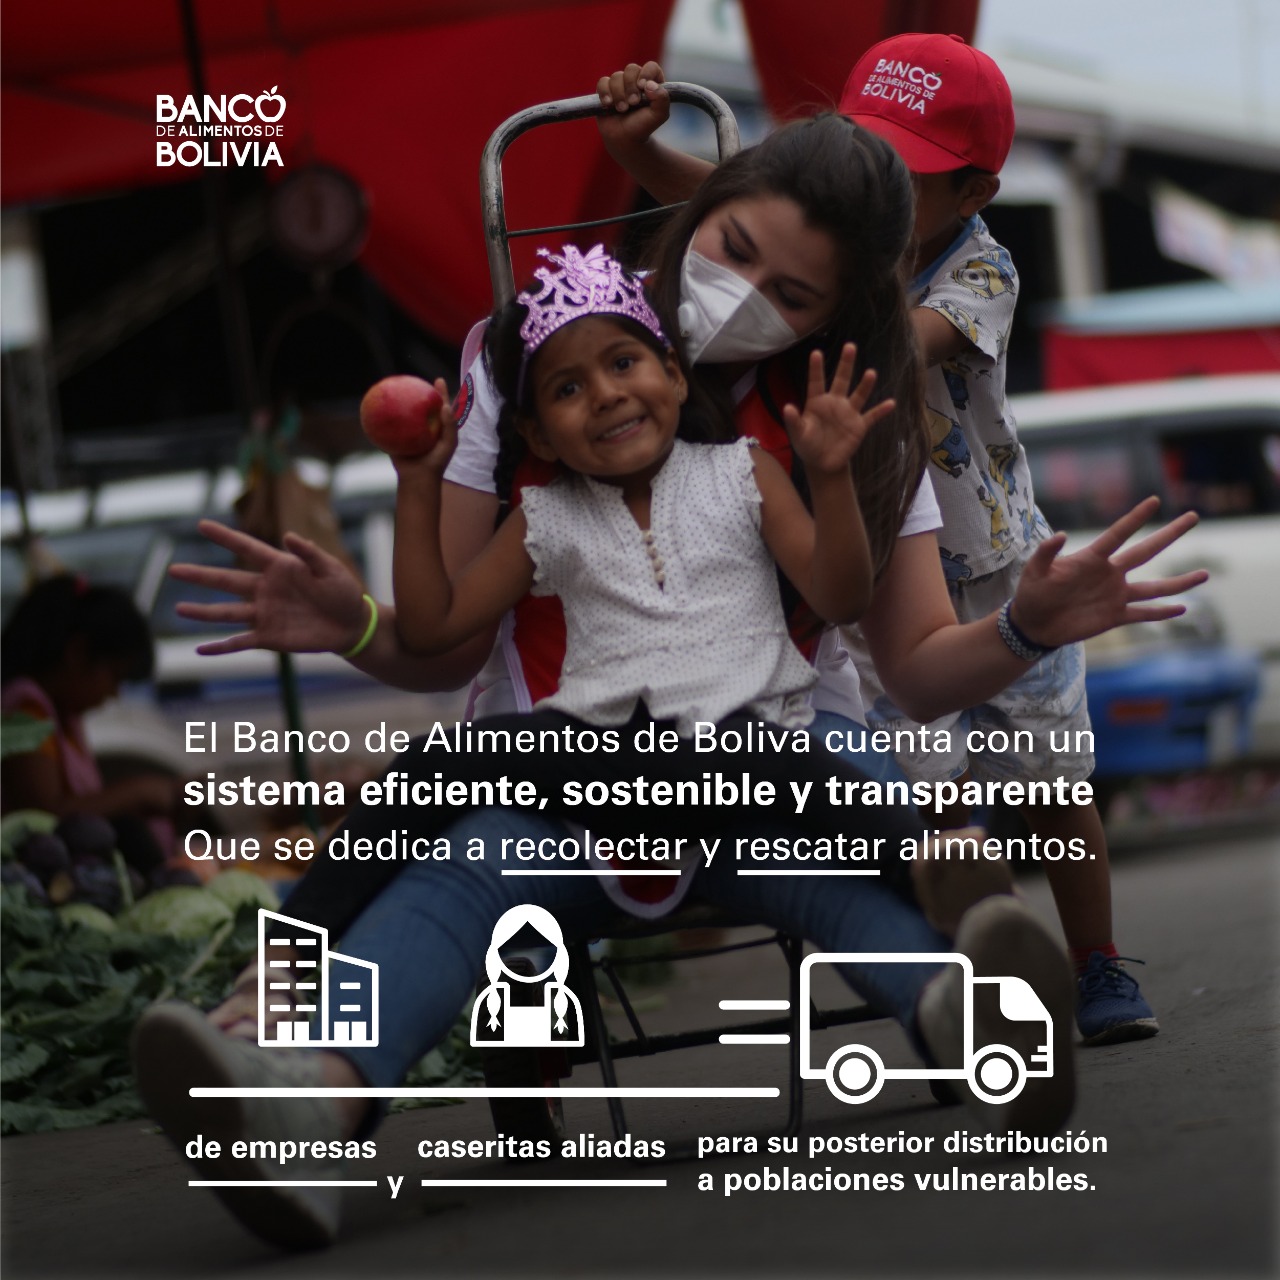 BANCO
DE ALIMENTOS DE
BOLIVIA
BANCO
DE ALIMENTOS DE
BOLIVIA
El Banco de Alimentos de Boliva cuenta con un
sistema eficiente, sostenible y transparente
Que se dedica a recolectar y rescatar alimentos.
de empresas y caseritas aliadas
para su posterior distribución
a poblaciones vulnerables.